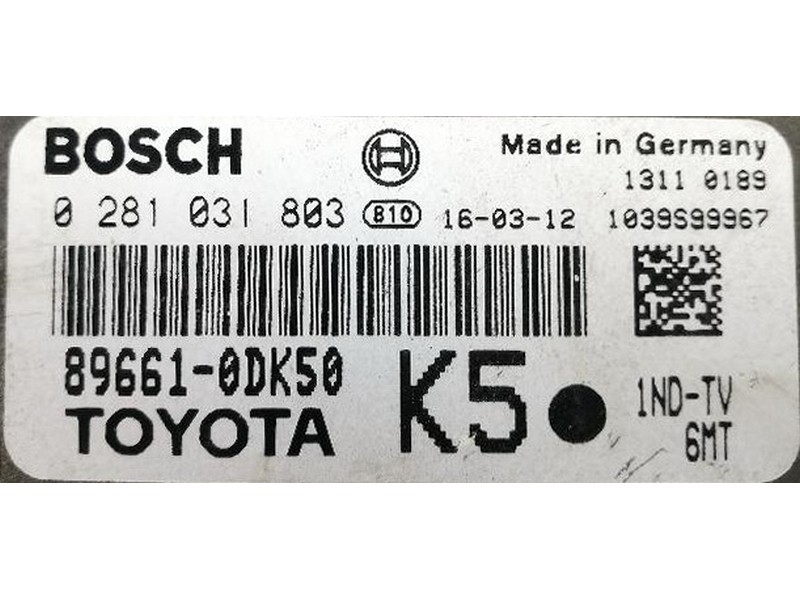 BOSCH
Made in Germany
1311 0189
0 281 031 803 B10 16-03-12 1039S99967
89661-0DK50
TOYOTA
K5
1ND-TV
6MT